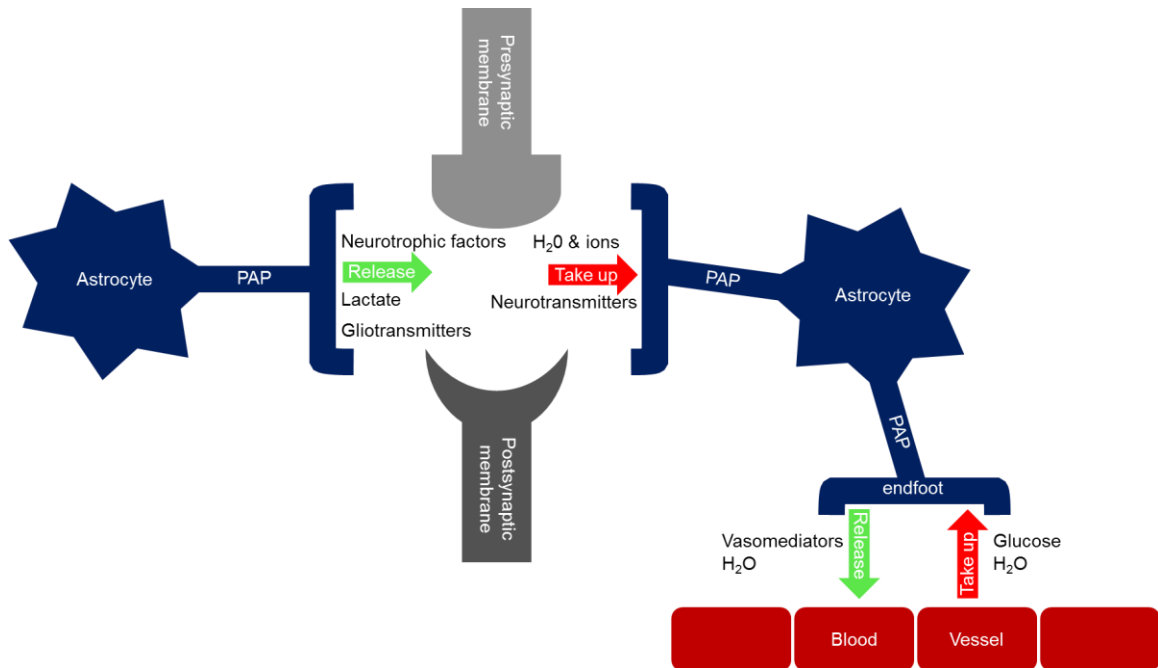 Presynaptic
membrane
Neurotrophic factors
Release
Lactate
Gliotransmitters
H₂0 & ions
Take up
Neurotransmitters
Astrocyte
PAP
PAP
Astrocyte
Postsynaptic
membrane
PAP
endfoot
Vasomediators
H₂O
Release
Take up
Glucose
H₂O
Blood
Vessel